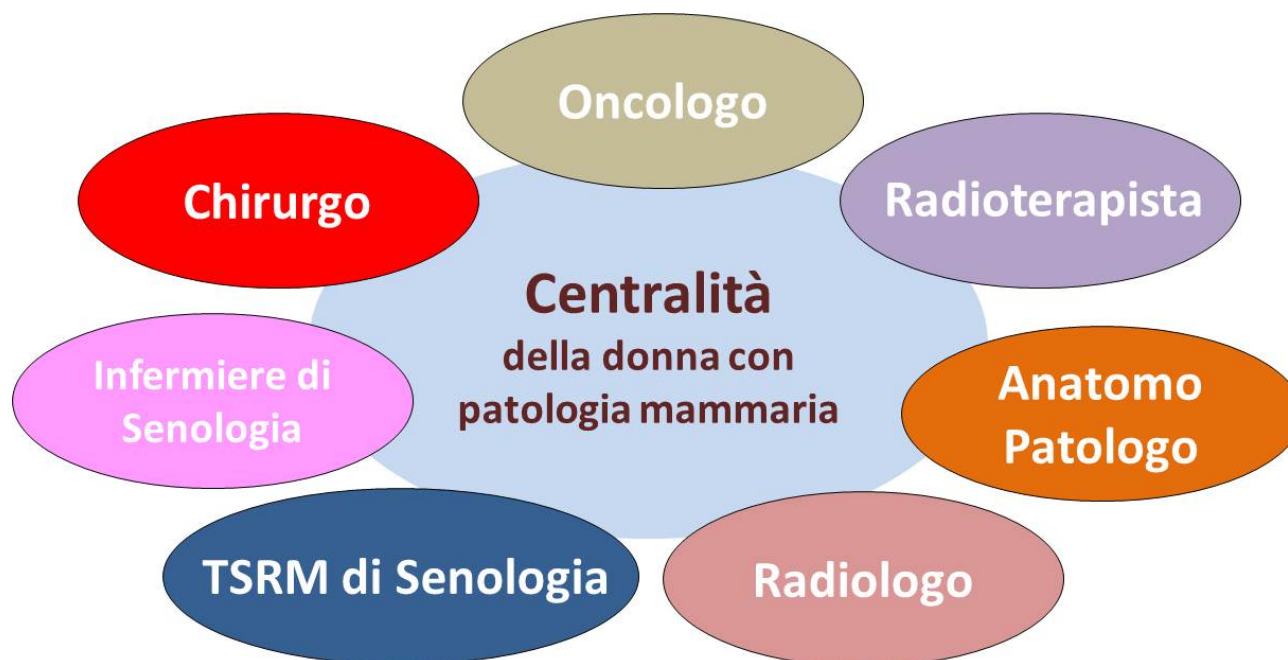 Oncologo
Chirurgo
Radioterapista
Centralità
della donna con
patologia mammaria
Infermiere di
Senologia
Anatomo
Patologo
TSRM di Senologia
Radiologo